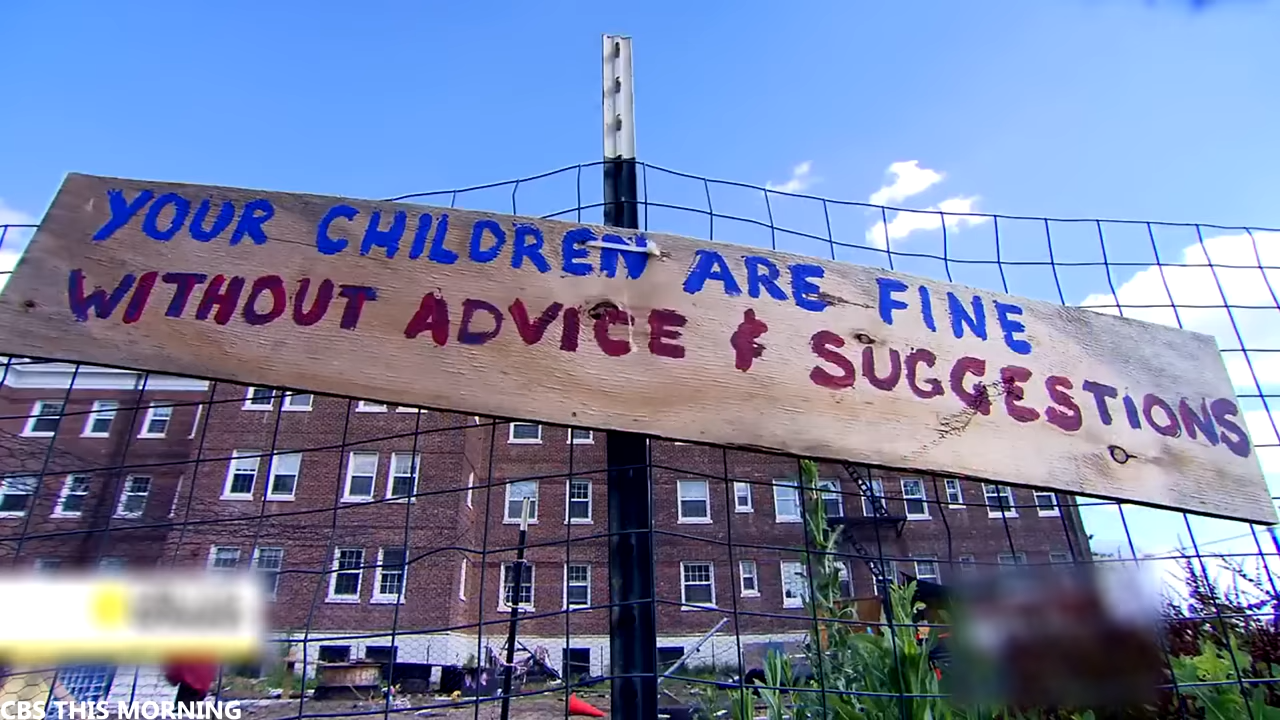 YOUR CHILDREN ARE FINE
WITHOUT ADVICE & SUGGESTIONS
CBS THIS MORNING